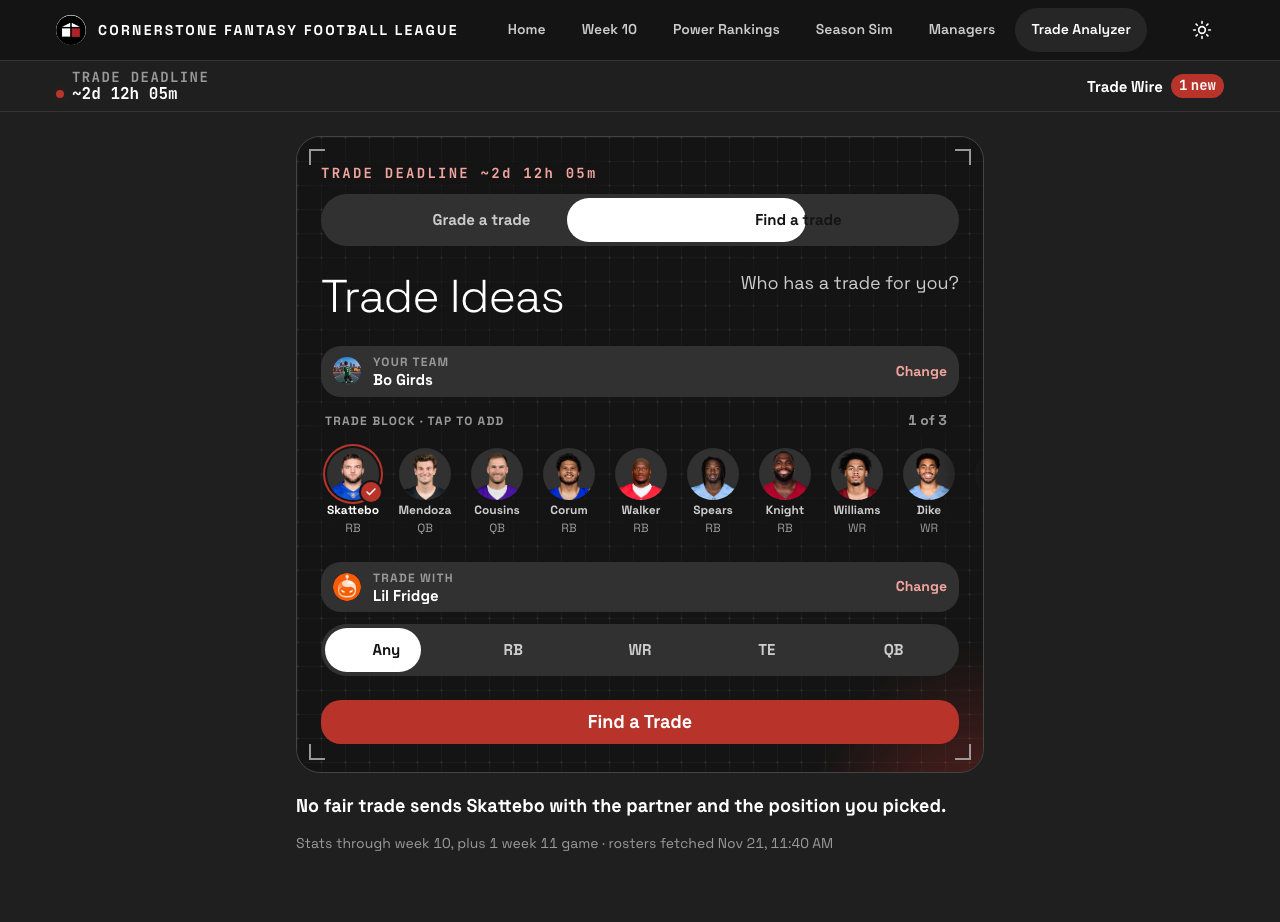 CORNERSTONE FANTASY FOOTBALL LEAGUE
Home
Week 10
Power Rankings
Season Sim
Managers
Trade Analyzer
TRADE DEADLINE
~2d 12h 05m
Trade Wire
1 new
TRADE DEADLINE ~2d 12h 05m
Grade a trade
Find a trade
Trade Ideas
Who has a trade for you?
YOUR TEAM
Bo Girds
Change
TRADE BLOCK · TAP TO ADD
1 of 3
Skattebo
RB
Mendoza
QB
Cousins
QB
Corum
RB
Walker
RB
Spears
RB
Knight
RB
Williams
WR
Dike
WR
TRADE WITH
Lil Fridge
Change
Any
RB
WR
TE
QB
Find a Trade
No fair trade sends Skattebo with the partner and the position you picked.
Stats through week 10, plus 1 week 11 game · rosters fetched Nov 21, 11:40 AM